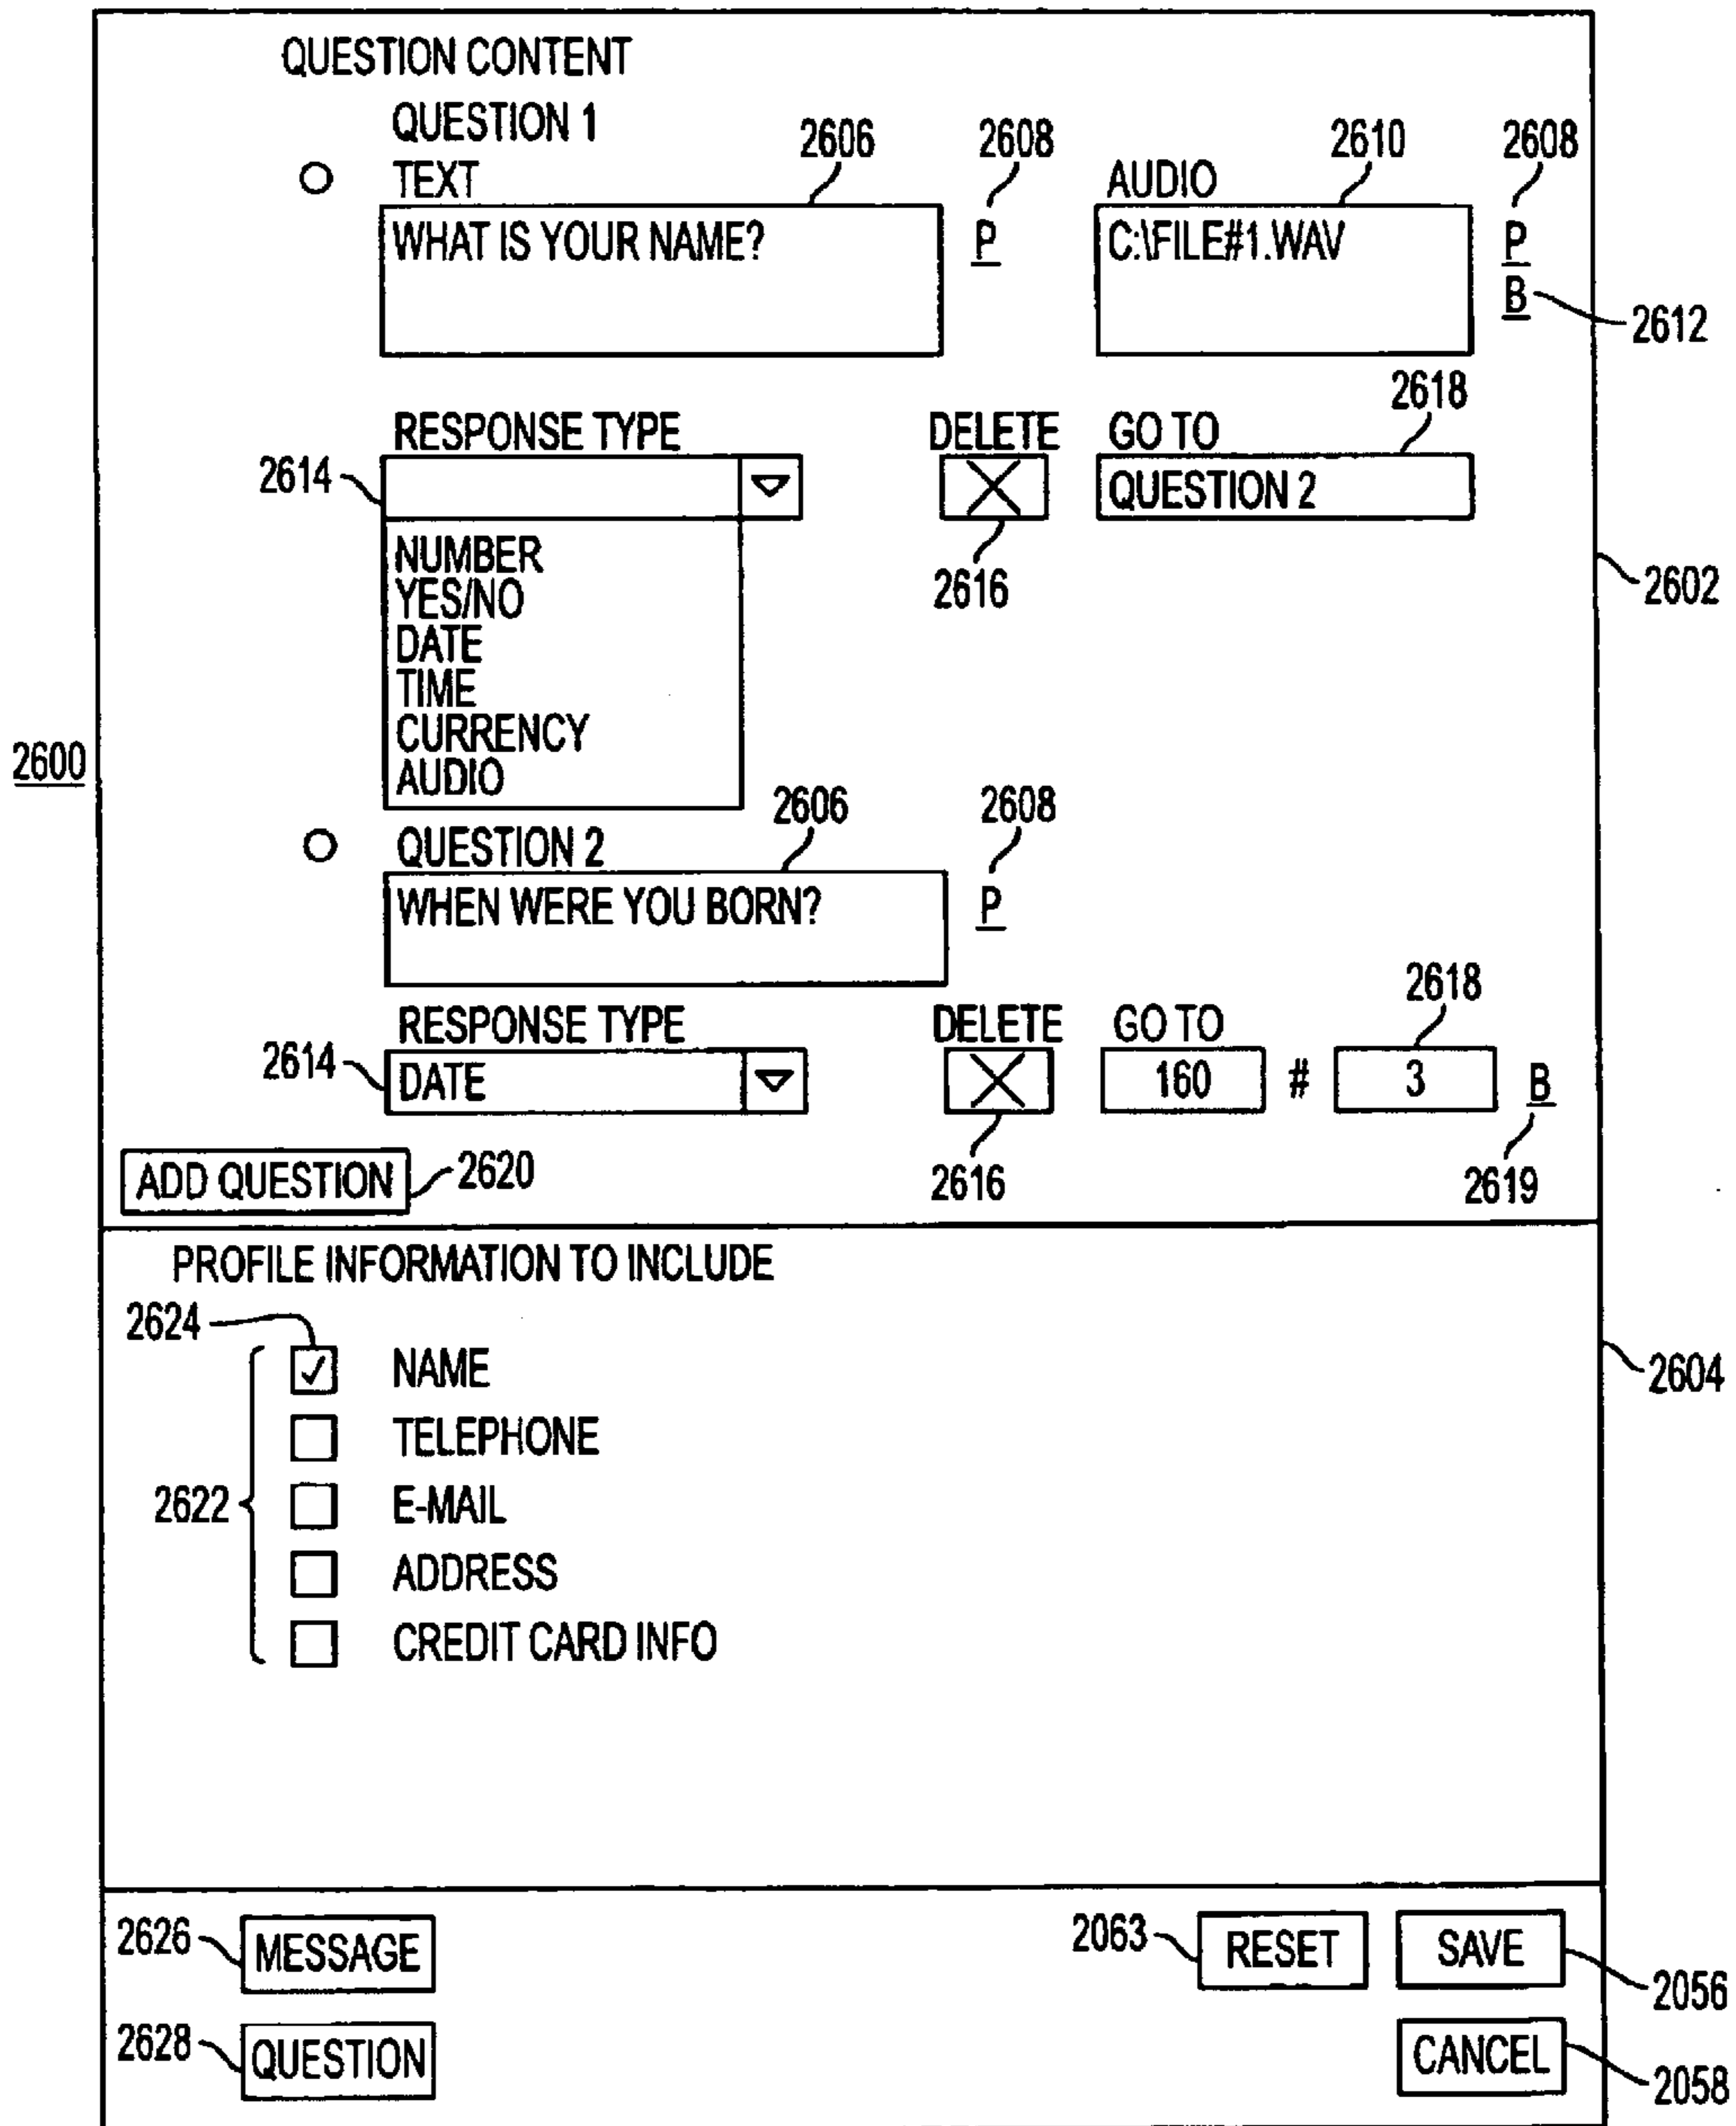 QUESTION CONTENT
QUESTION 1
2606 2608 2610 2608
TEXT AUDIO
WHAT IS YOUR NAME? P C:\FILE#1.WAV P
B 2612
2618
RESPONSE TYPE DELETE GO TO
2614 QUESTION 2
NUMBER 2616 2602
YES/NO
DATE
TIME
CURRENCY
2600
AUDIO
2606 2608
QUESTION 2
WHEN WERE YOU BORN? P
2618
RESPONSE TYPE DELETE GO TO
2614 DATE 160 # 3 B
ADD QUESTION 2620 2616 2619
PROFILE INFORMATION TO INCLUDE
2624
NAME 2604
TELEPHONE
2622 E-MAIL
ADDRESS
CREDIT CARD INFO
2626 MESSAGE 2063 RESET SAVE
2056
2628 QUESTION CANCEL
2058